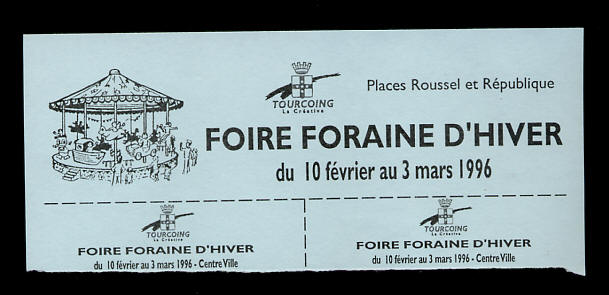 Places Roussel et République
TOURCOING
La Créative
FOIRE FORAINE D'HIVER
du 10 février au 3 mars 1996
TOURCOING
La Créative
FOIRE FORAINE D'HIVER
du 10 février au 3 mars 1996 - Centre Ville
TOURCOING
La Créative
FOIRE FORAINE D'HIVER
du 10 février au 3 mars 1996 - Centre Ville